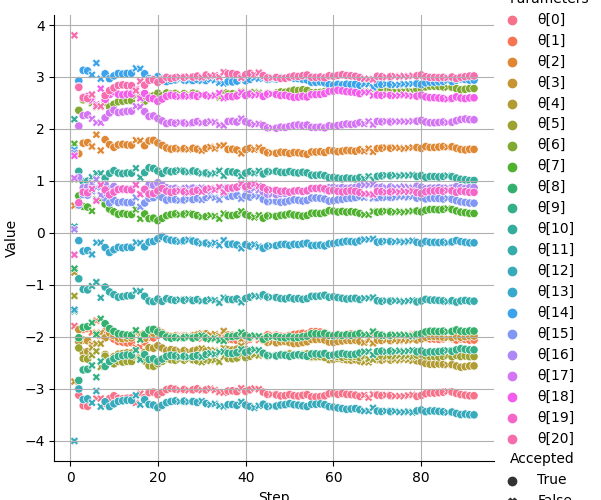 Parameters
θ[0]
θ[1]
θ[2]
θ[3]
θ[4]
θ[5]
θ[6]
θ[7]
θ[8]
θ[9]
θ[10]
θ[11]
θ[12]
θ[13]
θ[14]
θ[15]
θ[16]
θ[17]
θ[18]
θ[19]
θ[20]
Accepted
True
False
Value
4
3
2
1
0
−1
−2
−3
−4
0
20
40
60
80
Step